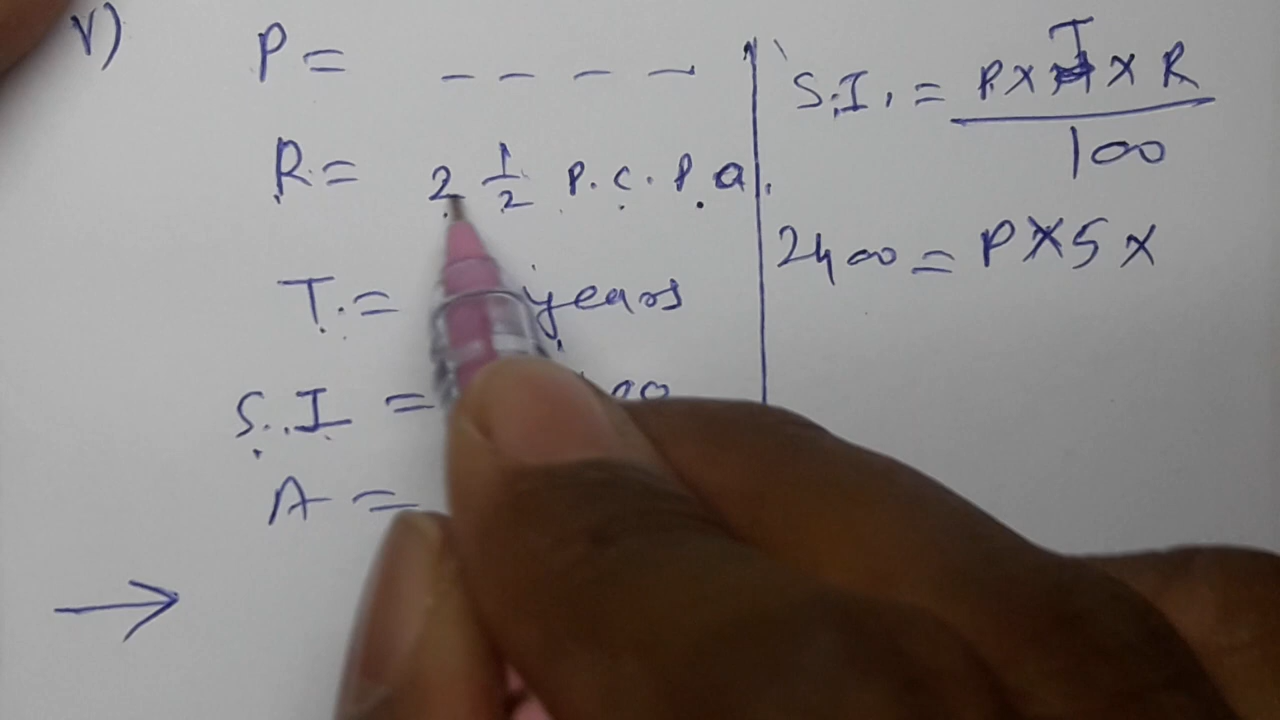 V)
P = _ _ _ _
R = 2 1/2 P.C.P.a.
T. = years
S.I =
A =
→
S.I. = P x T x R / 100
2400 = P x 5 x